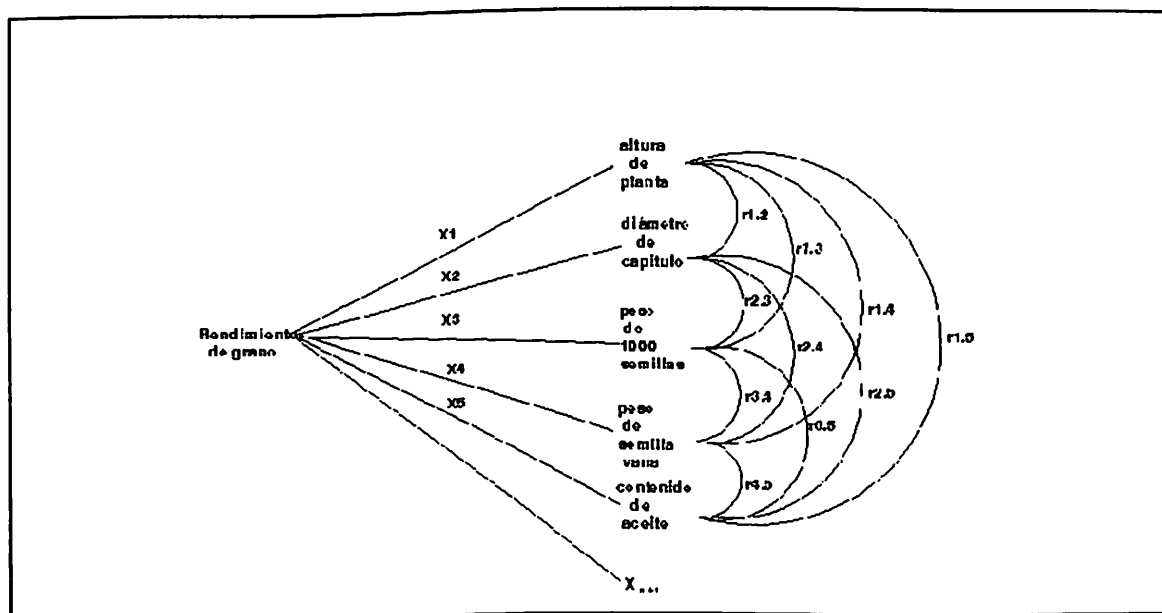 altura
de
planta
diámetro
de
capitulo
peso
de
1000
semillas
peso
de
semilla
vana
contenido
de
aceite
Rendimiento
de grano
X1
X2
X3
X4
X5
X
r1.2
r1.3
r1.4
r1.5
r2.3
r2.4
r2.5
r3.4
r3.5
r4.5